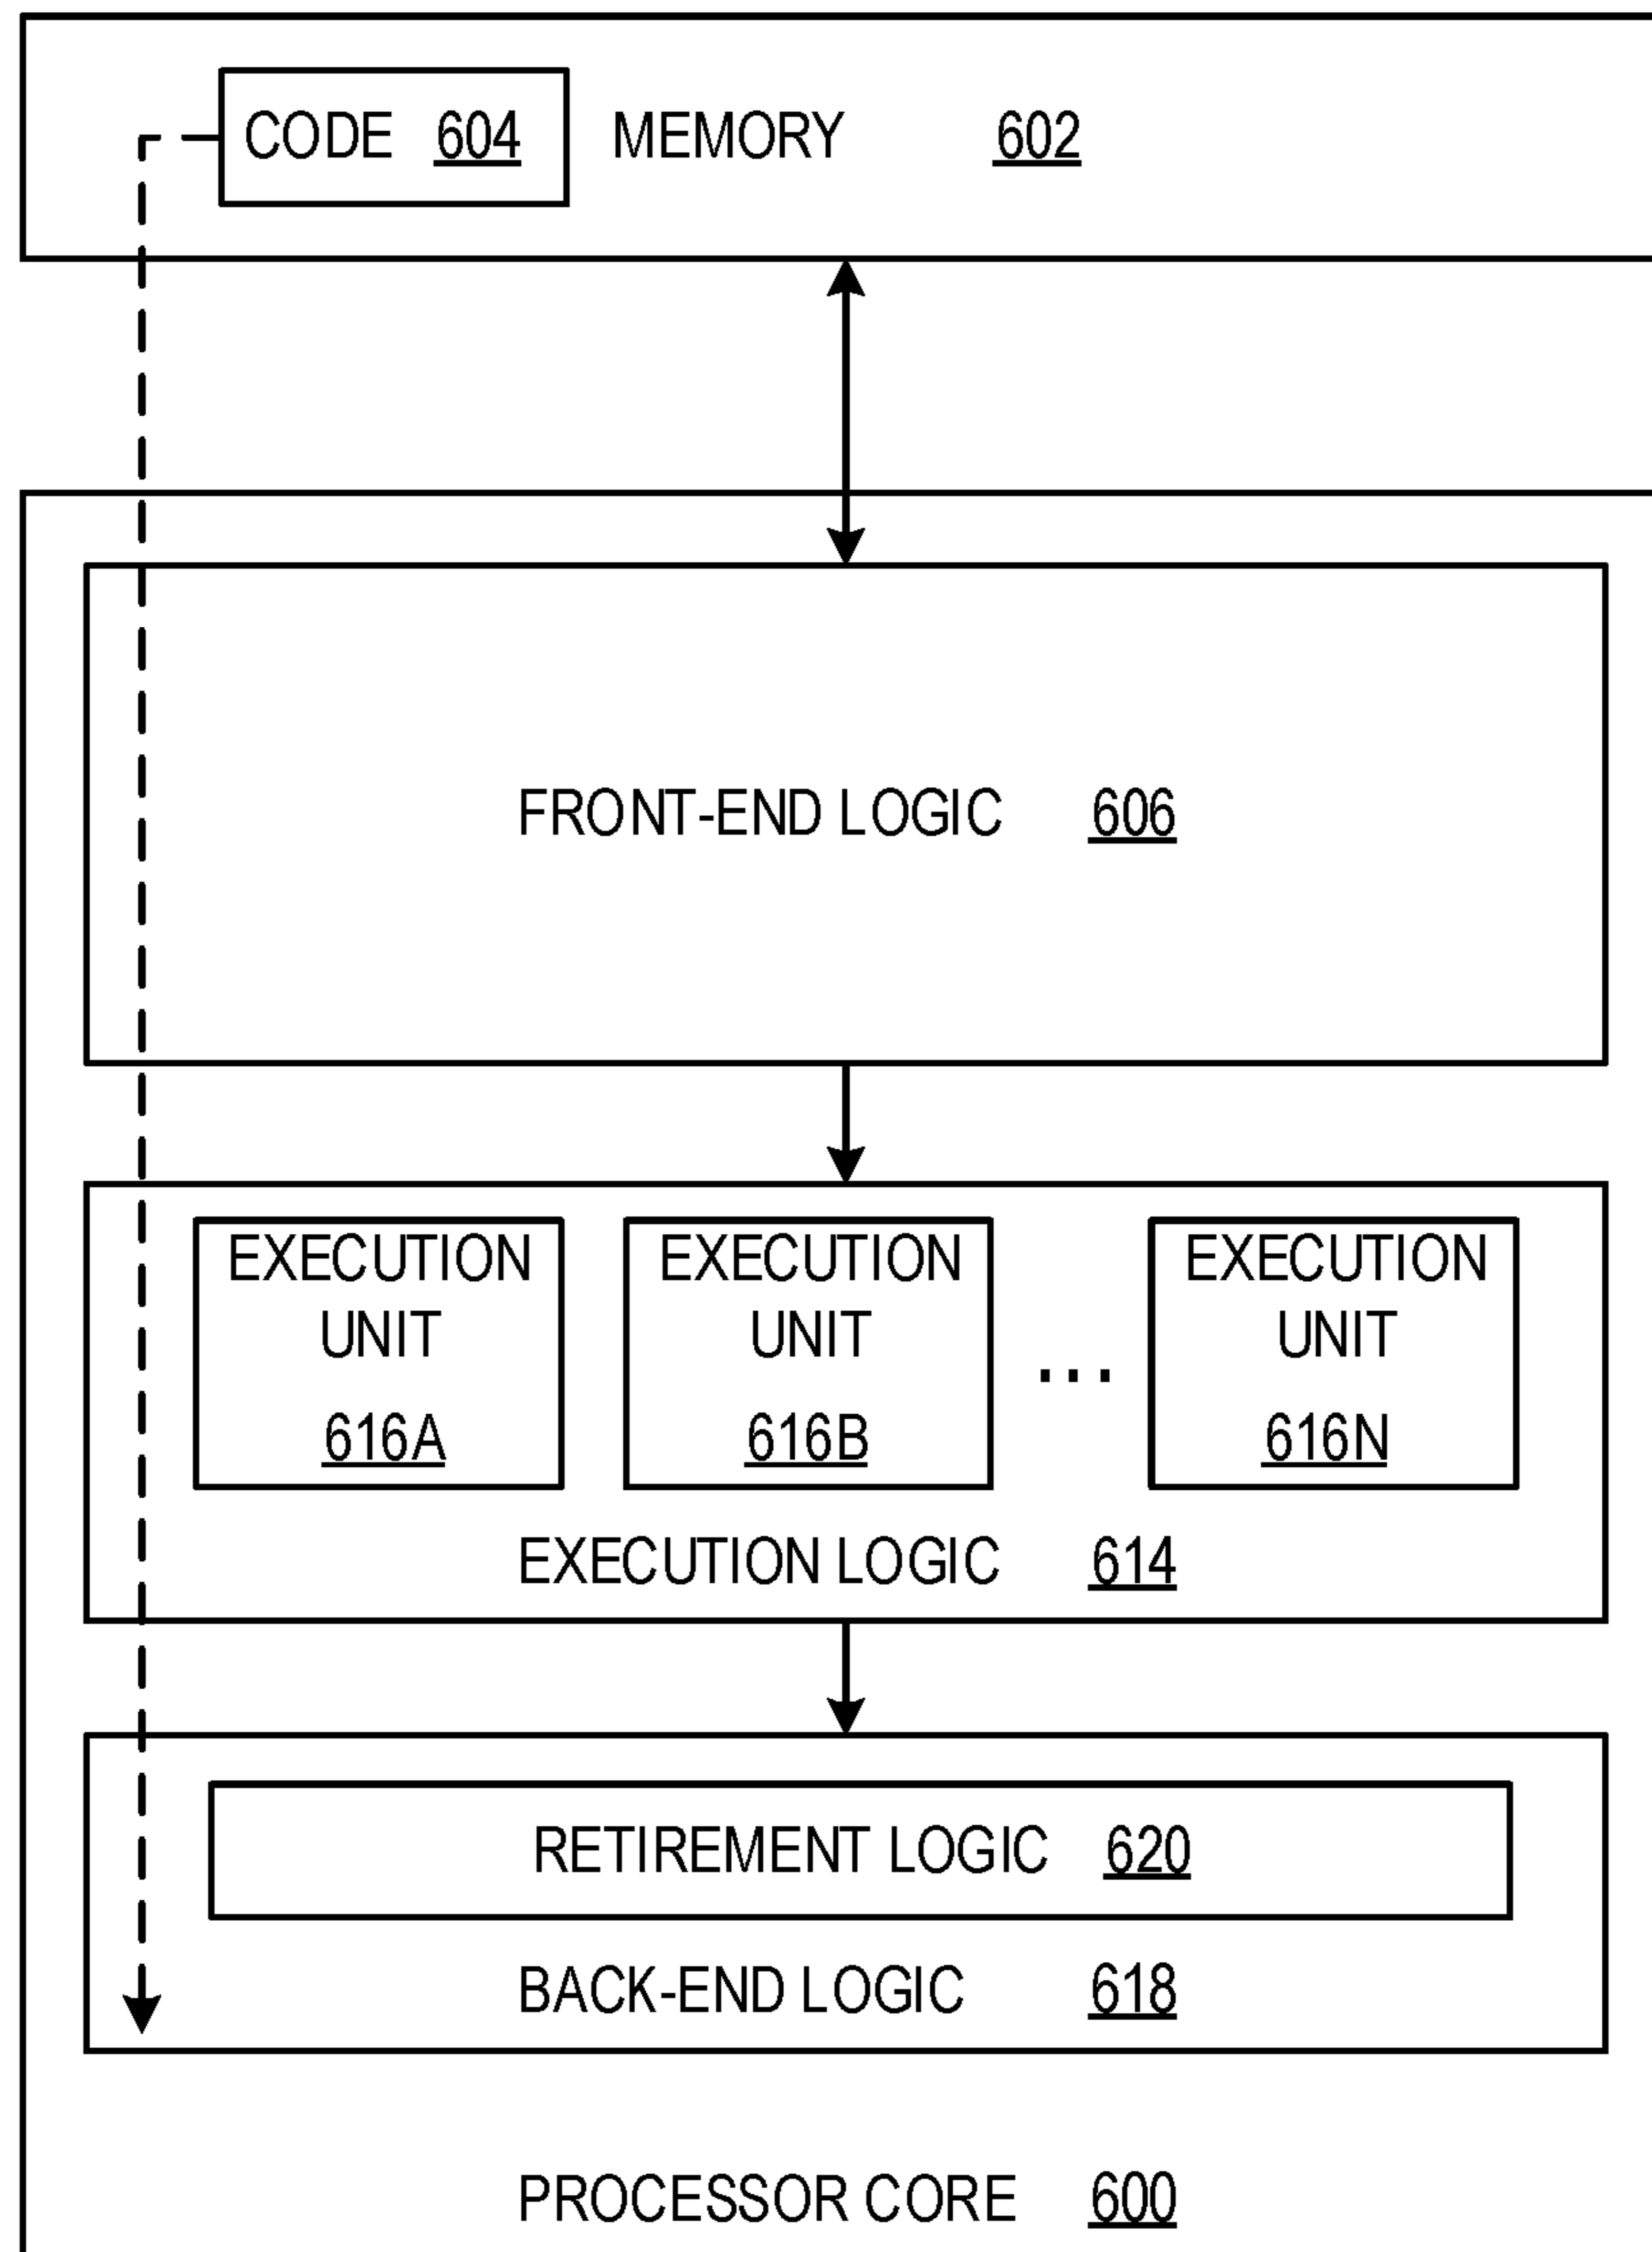 CODE 604 MEMORY 602
FRONT-END LOGIC 606
EXECUTION UNIT 616A
EXECUTION UNIT 616B
...
EXECUTION UNIT 616N
EXECUTION LOGIC 614
RETIREMENT LOGIC 620
BACK-END LOGIC 618
PROCESSOR CORE 600